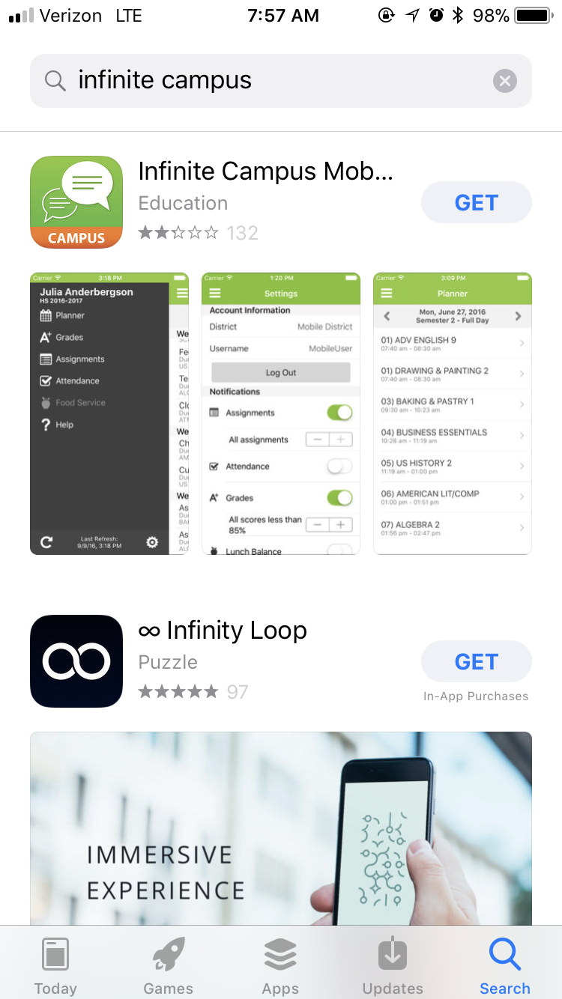 Verizon LTE 7:57 AM 98%
infinite campus
Infinite Campus Mob...
Education
132
GET
CAMPUS
Carrier 3:18 PM
Julia Anderbergson
HS 2016-2017
Planner
Grades
Assignments
Attendance
Food Service
Help
Last Refresh:
9/9/16, 3:18 PM
Carrier 1:20 PM
Settings
Account Information
District Mobile District
Username MobileUser
Log Out
Notifications
Assignments
All assignments
Attendance
Grades
All scores less than
85%
Lunch Balance
Carrier 3:09 PM
Planner
Mon, June 27, 2016
Semester 2 - Full Day
01) ADV ENGLISH 9
07:40 am - 08:30 am
01) DRAWING & PAINTING 2
07:40 am - 08:30 am
03) BAKING & PASTRY 1
09:30 am - 10:23 am
04) BUSINESS ESSENTIALS
10:28 am - 11:19 am
05) US HISTORY 2
11:19 am - 01:00 pm
06) AMERICAN LIT/COMP
01:00 pm - 01:51 pm
07) ALGEBRA 2
01:56 pm - 02:47 pm
∞ Infinity Loop
Puzzle
97
GET
In-App Purchases
IMMERSIVE
EXPERIENCE
Today Games Apps Updates Search